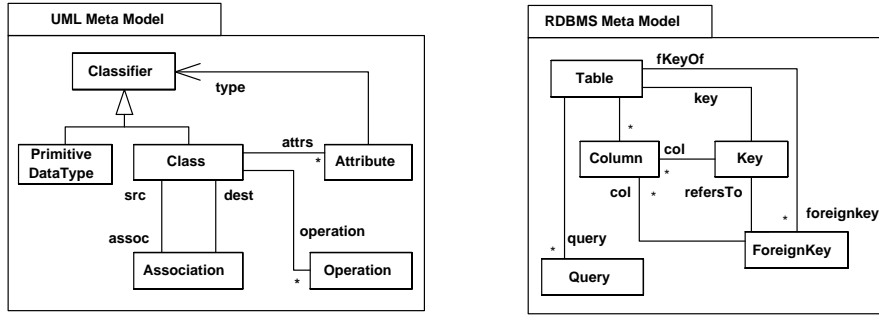 UML Meta Model
Classifier
type
Primitive
DataType
Class
attrs
*
Attribute
src
dest
assoc
operation
Association
*
Operation
RDBMS Meta Model
fKeyOf
Table
key
*
Column
col
*
Key
col
*
refersTo
*
foreignkey
query
*
ForeignKey
Query